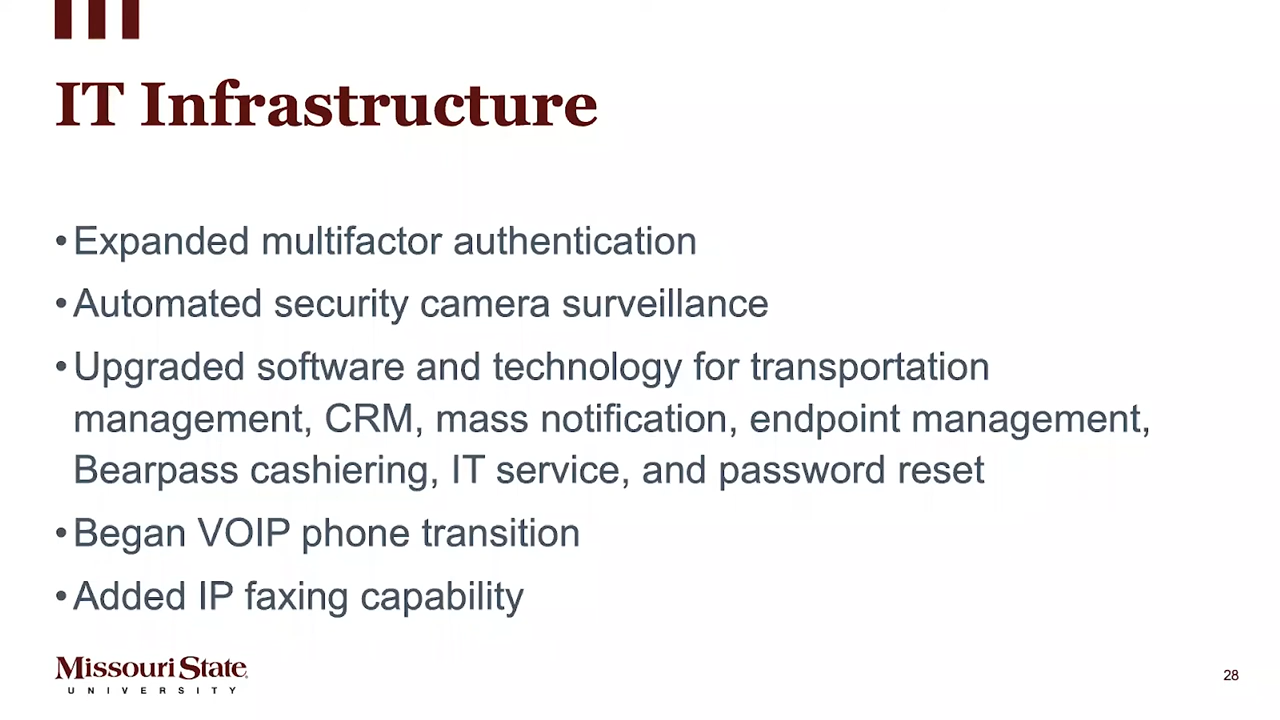 IT Infrastructure
•Expanded multifactor authentication
•Automated security camera surveillance
•Upgraded software and technology for transportation
management, CRM, mass notification, endpoint management,
Bearpass cashiering, IT service, and password reset
•Began VOIP phone transition
•Added IP faxing capability
Missouri State
UNIVERSITY
28